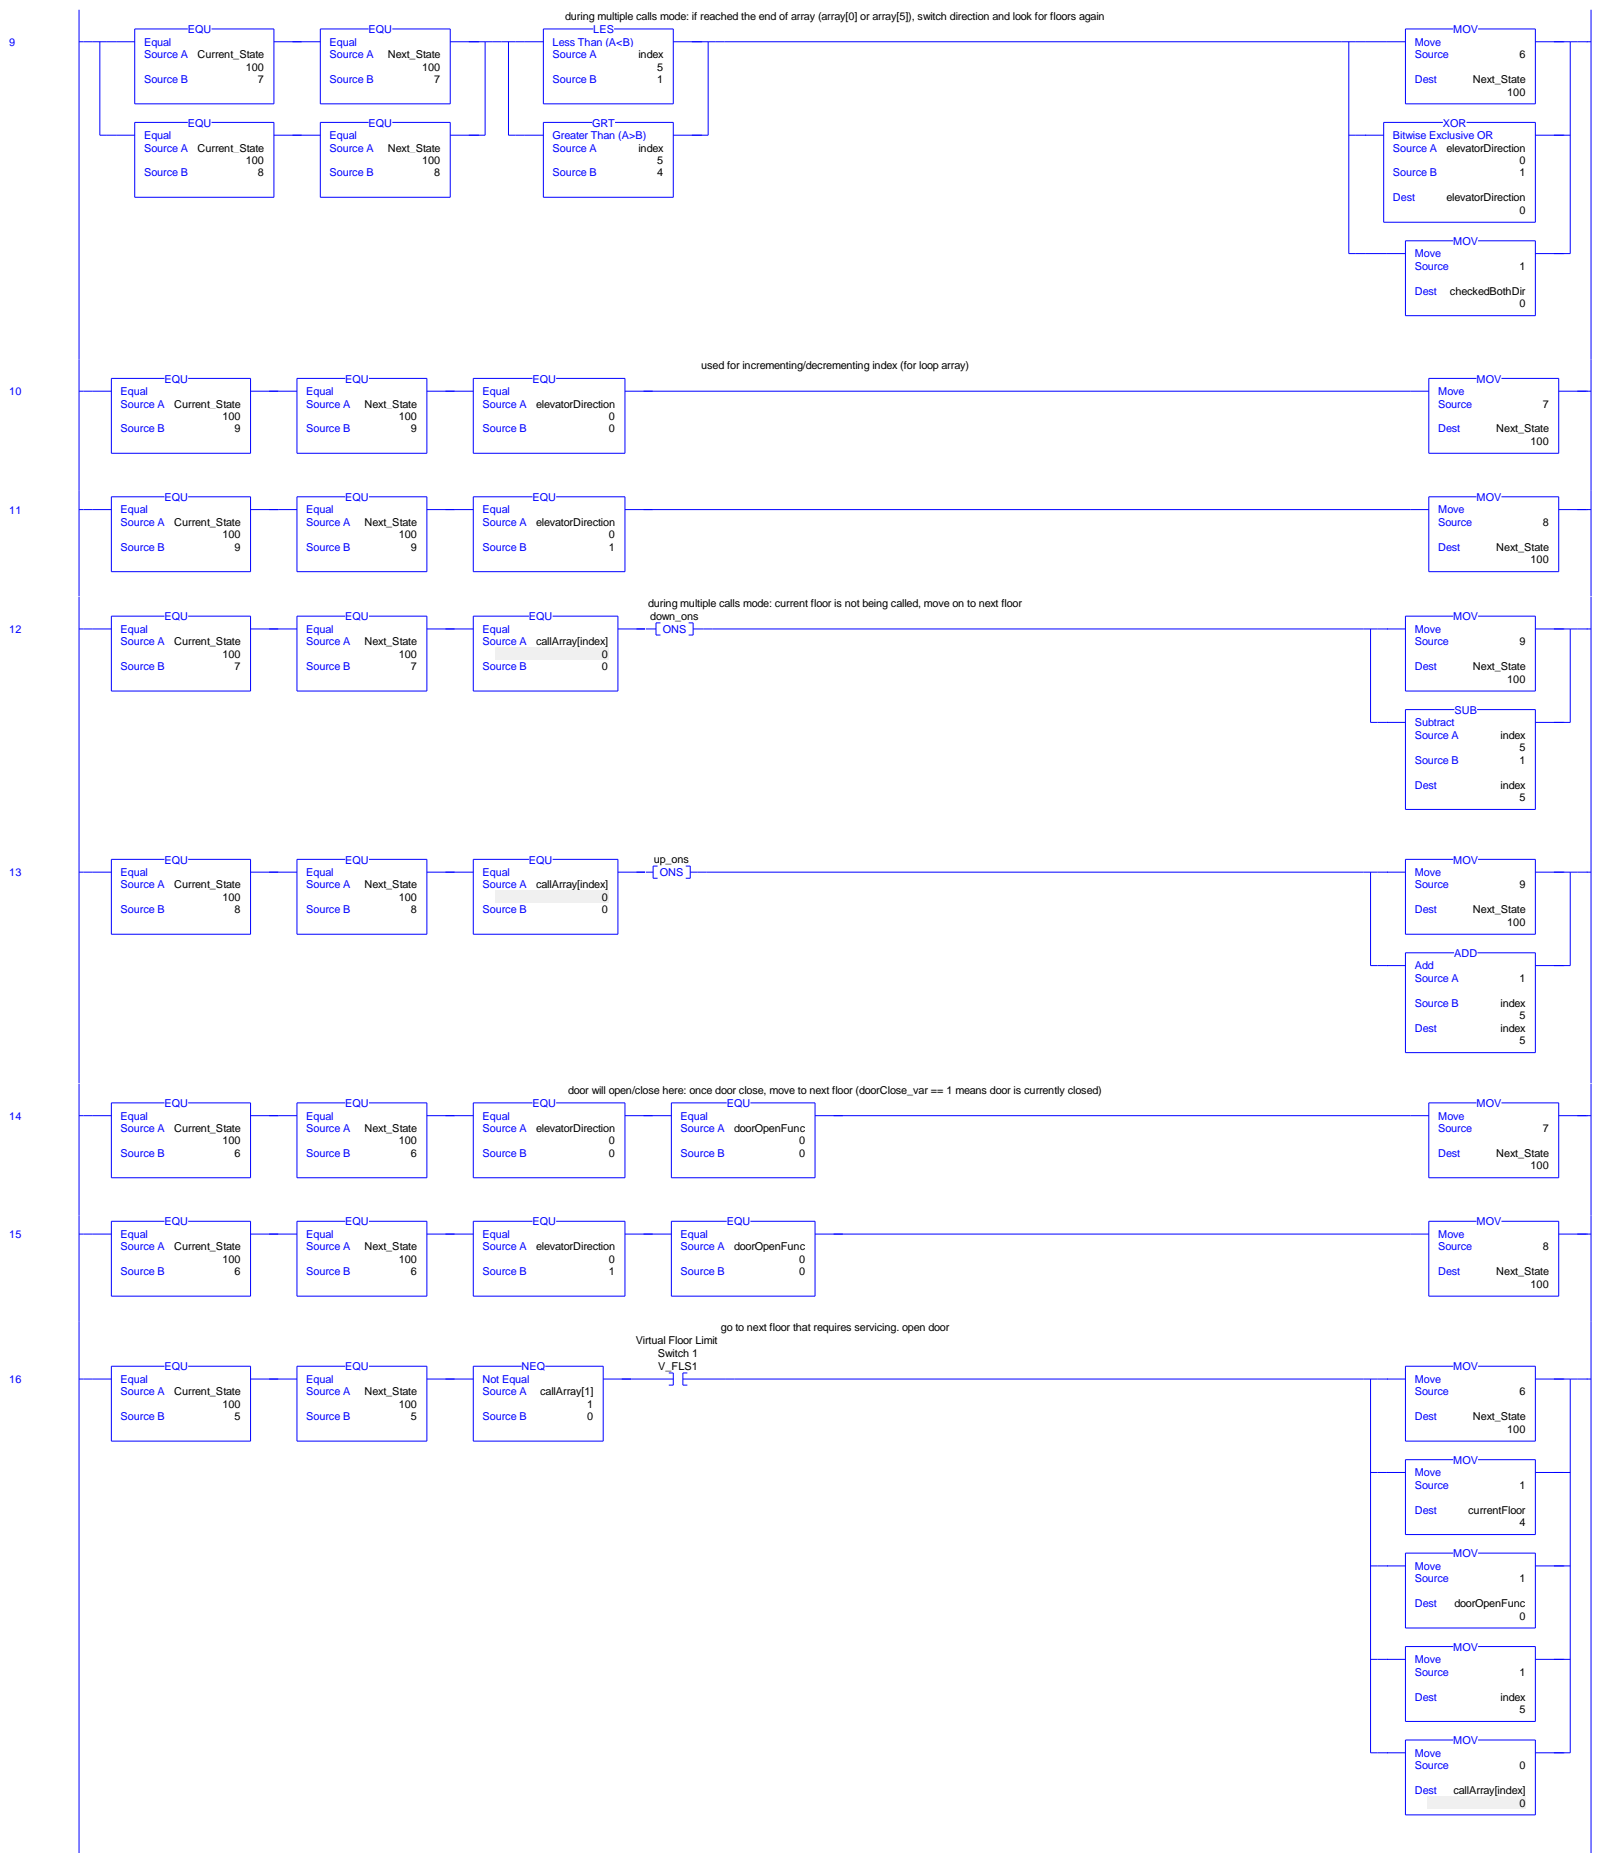 during multiple calls mode: if reached the end of array (array[0] or array[5]), switch direction and look for floors again
9
EQU
Equal
Source A Current_State
100
Source B 7
EQU
Equal
Source A Next_State
100
Source B 7
LES
Less Than (A<B)
Source A index
5
Source B 1
MOV
Move
Source 6
Dest Next_State
100
EQU
Equal
Source A Current_State
100
Source B 8
EQU
Equal
Source A Next_State
100
Source B 8
GRT
Greater Than (A>B)
Source A index
5
Source B 4
XOR
Bitwise Exclusive OR
Source A elevatorDirection
0
Source B 1
Dest elevatorDirection
0
MOV
Move
Source 1
Dest checkedBothDir
0
used for incrementing/decrementing index (for loop array)
10
EQU
Equal
Source A Current_State
100
Source B 9
EQU
Equal
Source A Next_State
100
Source B 9
EQU
Equal
Source A elevatorDirection
0
Source B 0
MOV
Move
Source 7
Dest Next_State
100
11
EQU
Equal
Source A Current_State
100
Source B 9
EQU
Equal
Source A Next_State
100
Source B 9
EQU
Equal
Source A elevatorDirection
0
Source B 1
MOV
Move
Source 8
Dest Next_State
100
during multiple calls mode: current floor is not being called, move on to next floor
12
EQU
Equal
Source A Current_State
100
Source B 7
EQU
Equal
Source A Next_State
100
Source B 7
EQU
Equal
Source A callArray[index]
0
Source B 0
down_ons
ONS
MOV
Move
Source 9
Dest Next_State
100
SUB
Subtract
Source A index
5
Source B 1
Dest index
5
13
EQU
Equal
Source A Current_State
100
Source B 8
EQU
Equal
Source A Next_State
100
Source B 8
EQU
Equal
Source A callArray[index]
0
Source B 0
up_ons
ONS
MOV
Move
Source 9
Dest Next_State
100
ADD
Add
Source A 1
Source B index
5
Dest index
5
door will open/close here: once door close, move to next floor (doorClose_var == 1 means door is currently closed)
14
EQU
Equal
Source A Current_State
100
Source B 6
EQU
Equal
Source A Next_State
100
Source B 6
EQU
Equal
Source A elevatorDirection
0
Source B 0
EQU
Equal
Source A doorOpenFunc
0
Source B 0
MOV
Move
Source 7
Dest Next_State
100
15
EQU
Equal
Source A Current_State
100
Source B 6
EQU
Equal
Source A Next_State
100
Source B 6
EQU
Equal
Source A elevatorDirection
0
Source B 1
EQU
Equal
Source A doorOpenFunc
0
Source B 0
MOV
Move
Source 8
Dest Next_State
100
go to next floor that requires servicing. open door
16
EQU
Equal
Source A Current_State
100
Source B 5
EQU
Equal
Source A Next_State
100
Source B 5
NEQ
Not Equal
Source A callArray[1]
1
Source B 0
Virtual Floor Limit
Switch 1
V_FLS1
MOV
Move
Source 6
Dest Next_State
100
MOV
Move
Source 1
Dest currentFloor
4
MOV
Move
Source 1
Dest doorOpenFunc
0
MOV
Move
Source 1
Dest index
5
MOV
Move
Source 0
Dest callArray[index]
0